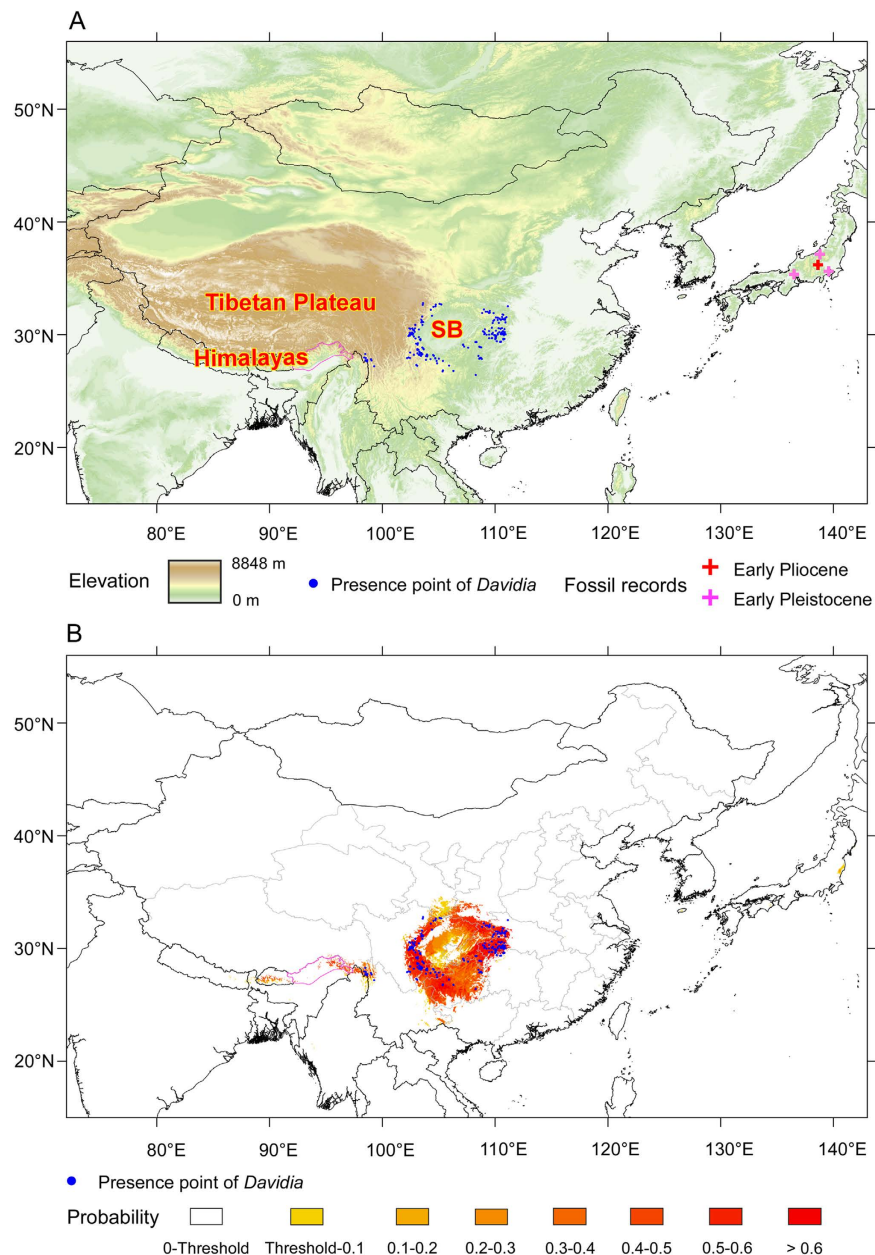 A
50°N
40°N
30°N
20°N
Tibetan Plateau
Himalayas
SB
80°E 90°E 100°E 110°E 120°E 130°E 140°E
Elevation
8848 m
0 m
Presence point of Davidia
Fossil records
Early Pliocene
Early Pleistocene
B
50°N
40°N
30°N
20°N
80°E 90°E 100°E 110°E 120°E 130°E 140°E
Presence point of Davidia
Probability
0-Threshold Threshold-0.1 0.1-0.2 0.2-0.3 0.3-0.4 0.4-0.5 0.5-0.6 > 0.6